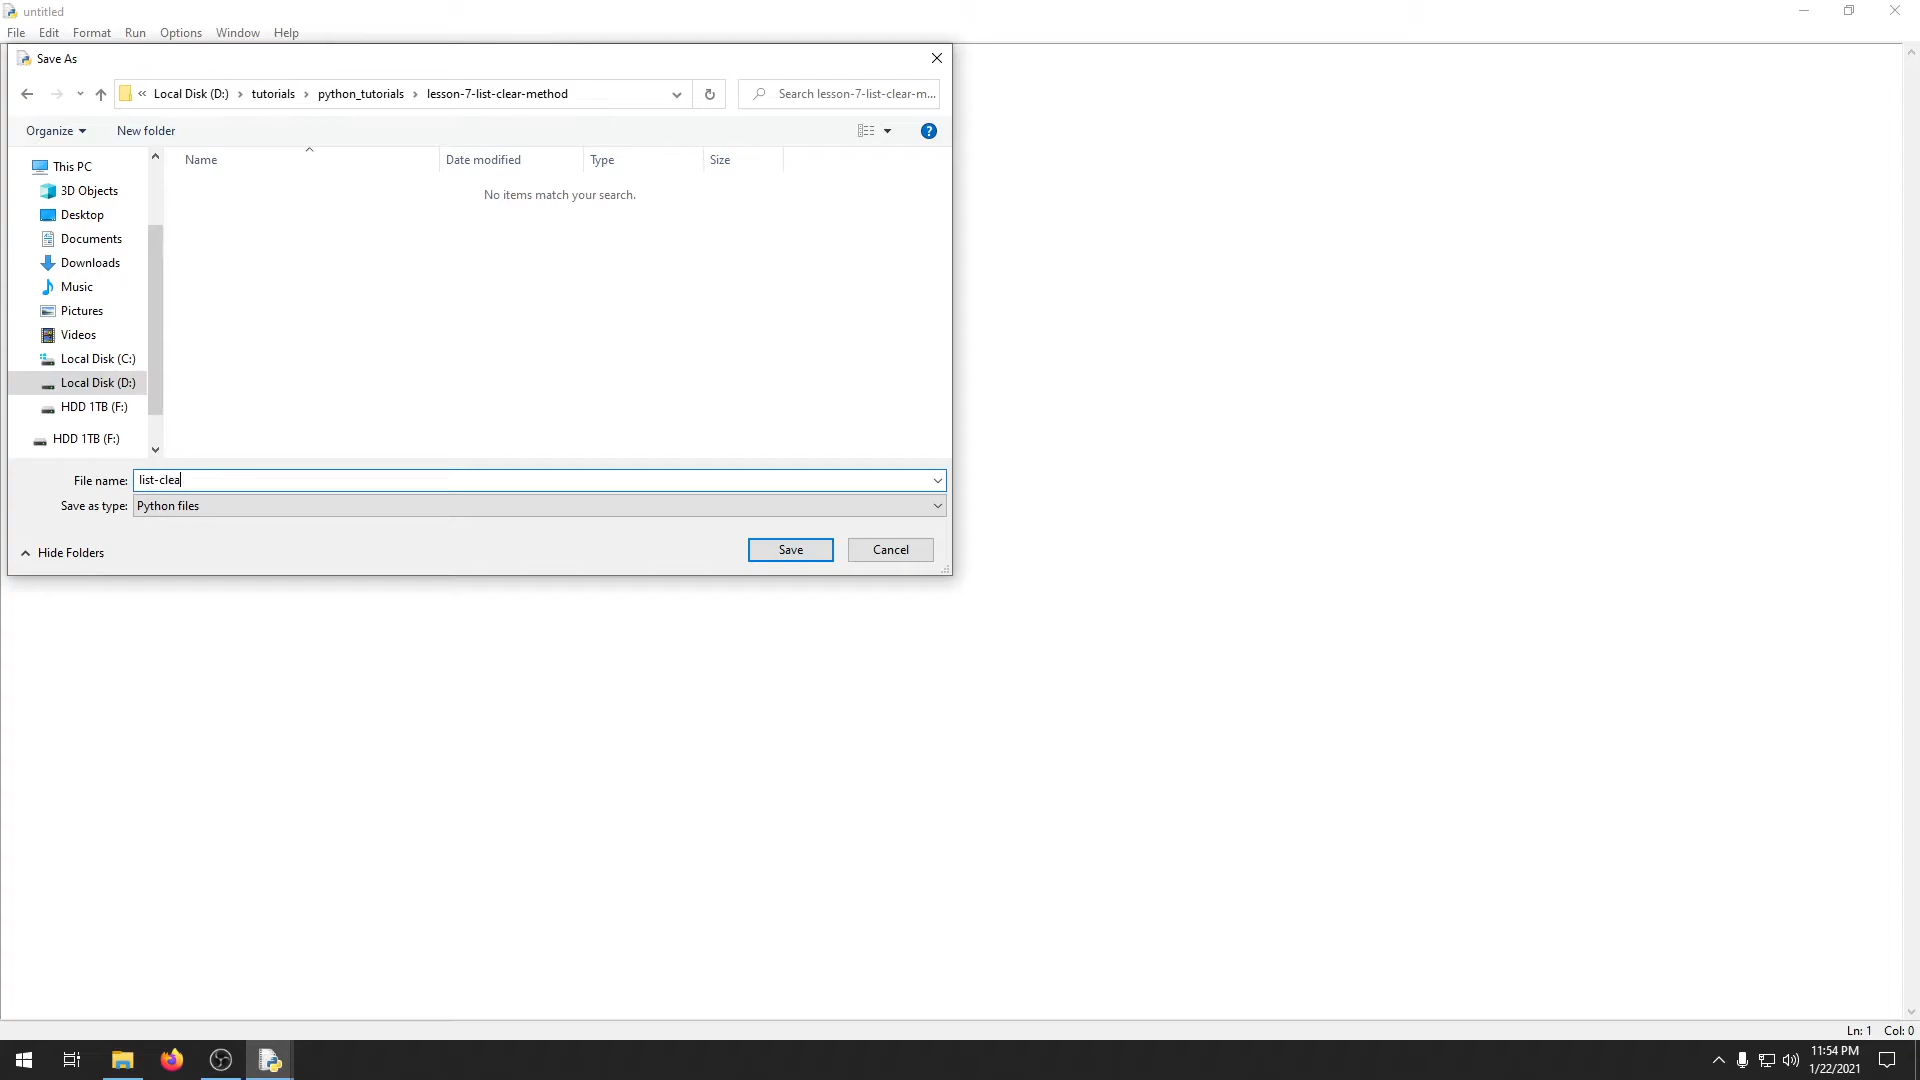 untitled
File Edit Format Run Options Window Help
Save As
« Local Disk (D:) › tutorials › python_tutorials › lesson-7-list-clear-method
Search lesson-7-list-clear-m...
Organize New folder
Name Date modified Type Size
No items match your search.
This PC
3D Objects
Desktop
Documents
Downloads
Music
Pictures
Videos
Local Disk (C:)
Local Disk (D:)
HDD 1TB (F:)
HDD 1TB (F:)
File name: list-clea
Save as type: Python files
Hide Folders Save Cancel
Ln: 1 Col: 0
11:54 PM
1/22/2021